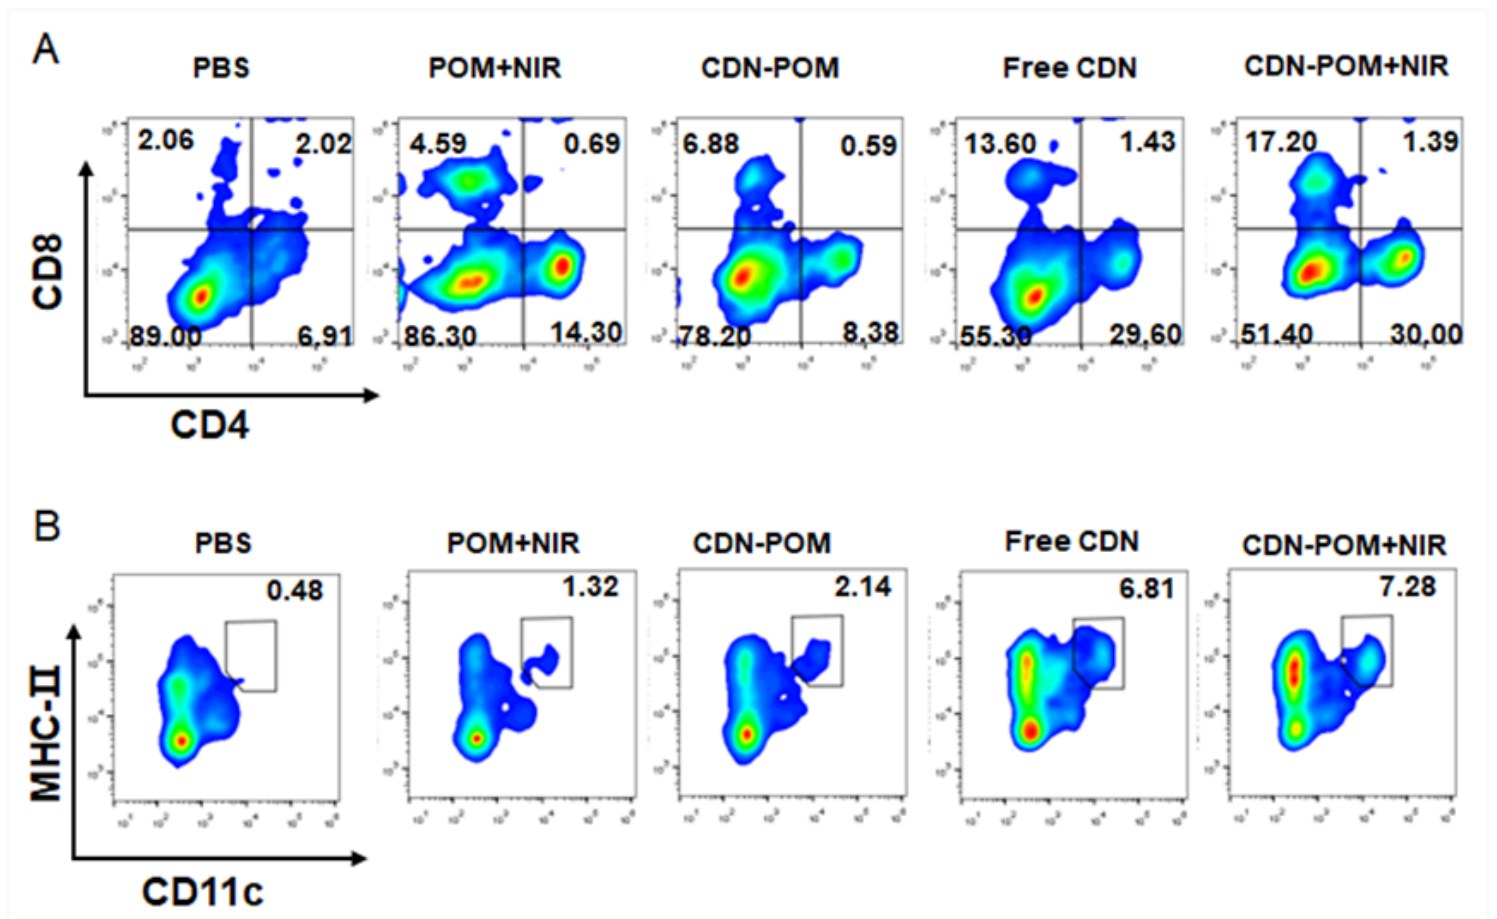 A
PBS POM+NIR CDN-POM Free CDN CDN-POM+NIR
2.06 2.02 4.59 0.69 6.88 0.59 13.60 1.43 17.20 1.39
CD8
89.00 6.91 86.30 14.30 78.20 8.38 55.30 29.60 51.40 30.00
CD4
B
PBS POM+NIR CDN-POM Free CDN CDN-POM+NIR
0.48 1.32 2.14 6.81 7.28
MHC-II
CD11c